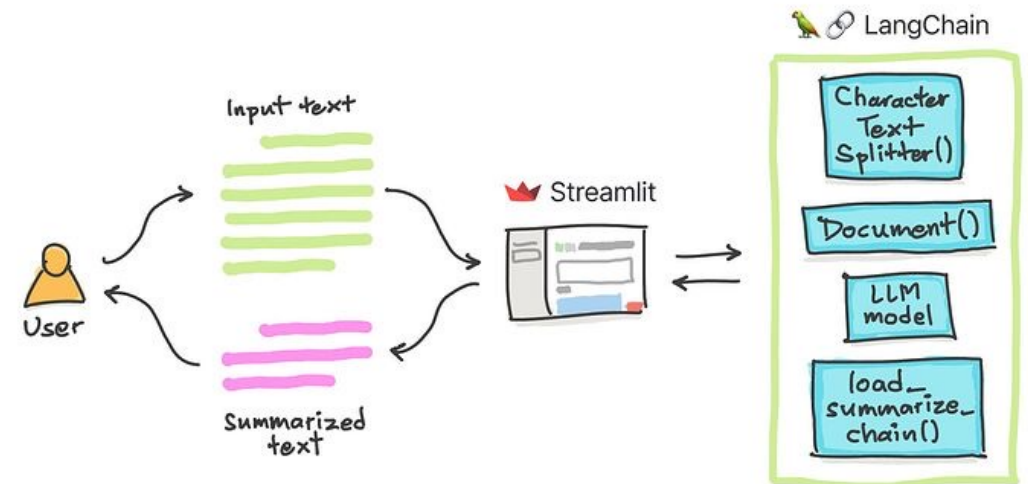 LangChain
Input text
Character
Text
Splitter()
Streamlit
Document()
LLM
model
User
load_
summarize_
chain()
Summarized
text